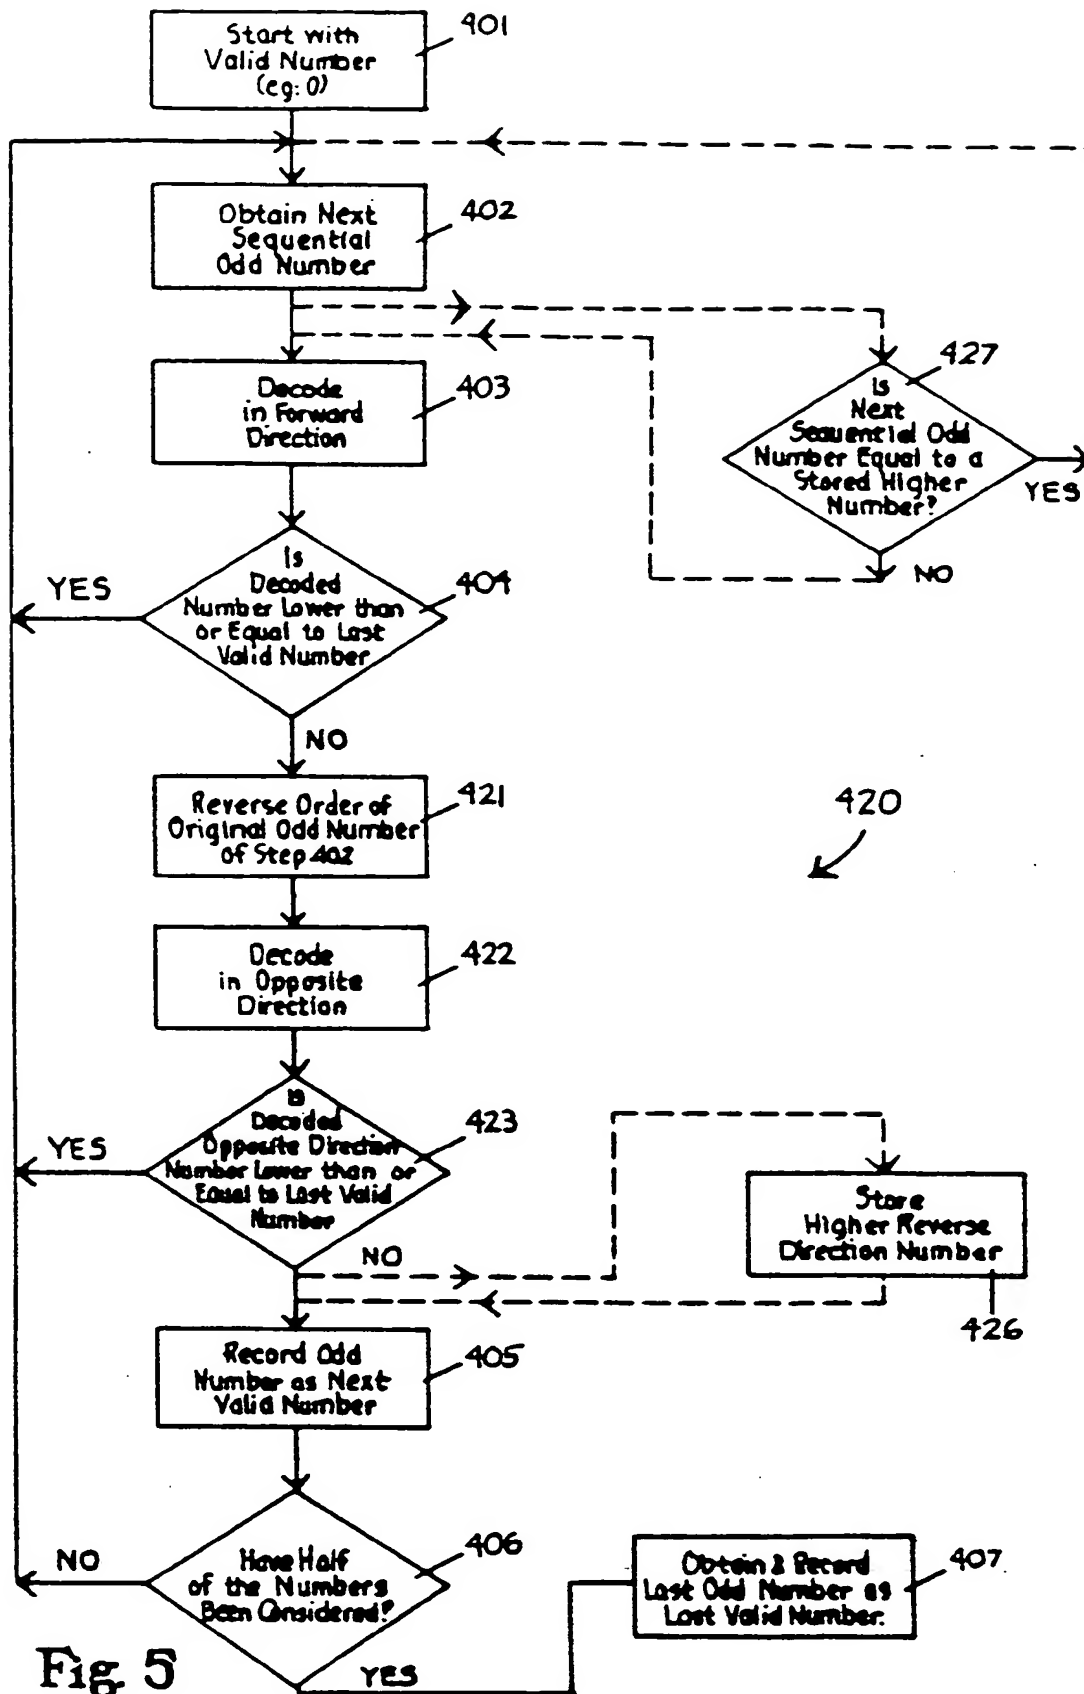 Start with
Valid Number
(eg: 0)
401
Obtain Next
Sequential
Odd Number
402
Decode
in Forward
Direction
403
Is
Next
Sequential Odd
Number Equal to a
Stored Higher
Number?
427
YES
NO
Is
Decoded
Number Lower than
or Equal to Last
Valid Number
404
YES
NO
Reverse Order of
Original Odd Number
of Step 402
421
420
Decode
in Opposite
Direction
422
Is
Decoded
Opposite Direction
Number Lower than or
Equal to Last Valid
Number
423
YES
NO
Store
Higher Reverse
Direction Number
426
Record Odd
Number as Next
Valid Number
405
Have Half
of the Numbers
Been Considered?
406
NO
YES
Obtain & Record
Last Odd Number as
Last Valid Number.
407
Fig. 5